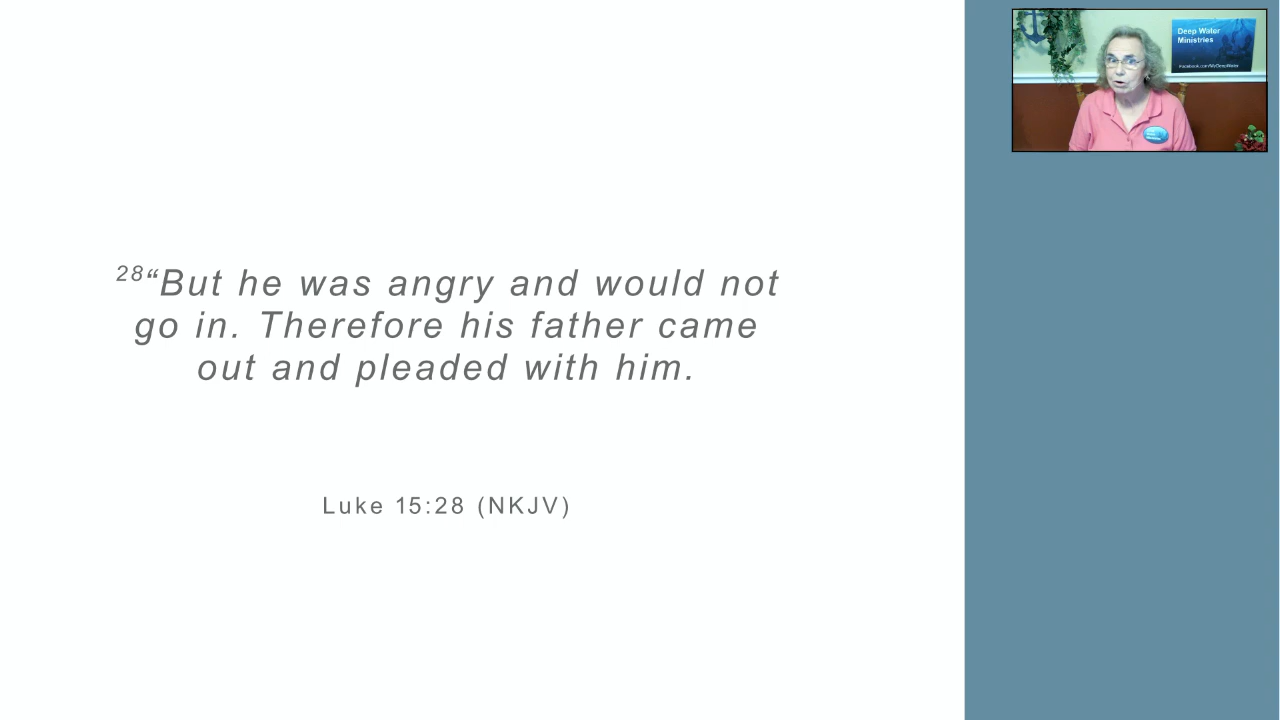 28“But he was angry and would not
go in. Therefore his father came
out and pleaded with him.
Luke 15:28 (NKJV)
Deep Water
Ministries